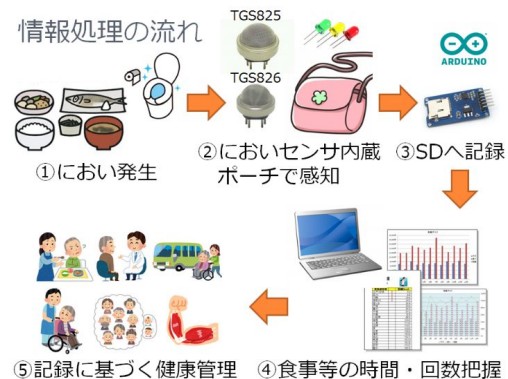 情報処理の流れ
TGS825
TGS826
ARDUINO
①におい発生
②においセンサ内蔵
ポーチで感知
③SDへ記録
⑤記録に基づく健康管理
④食事等の時間・回数把握